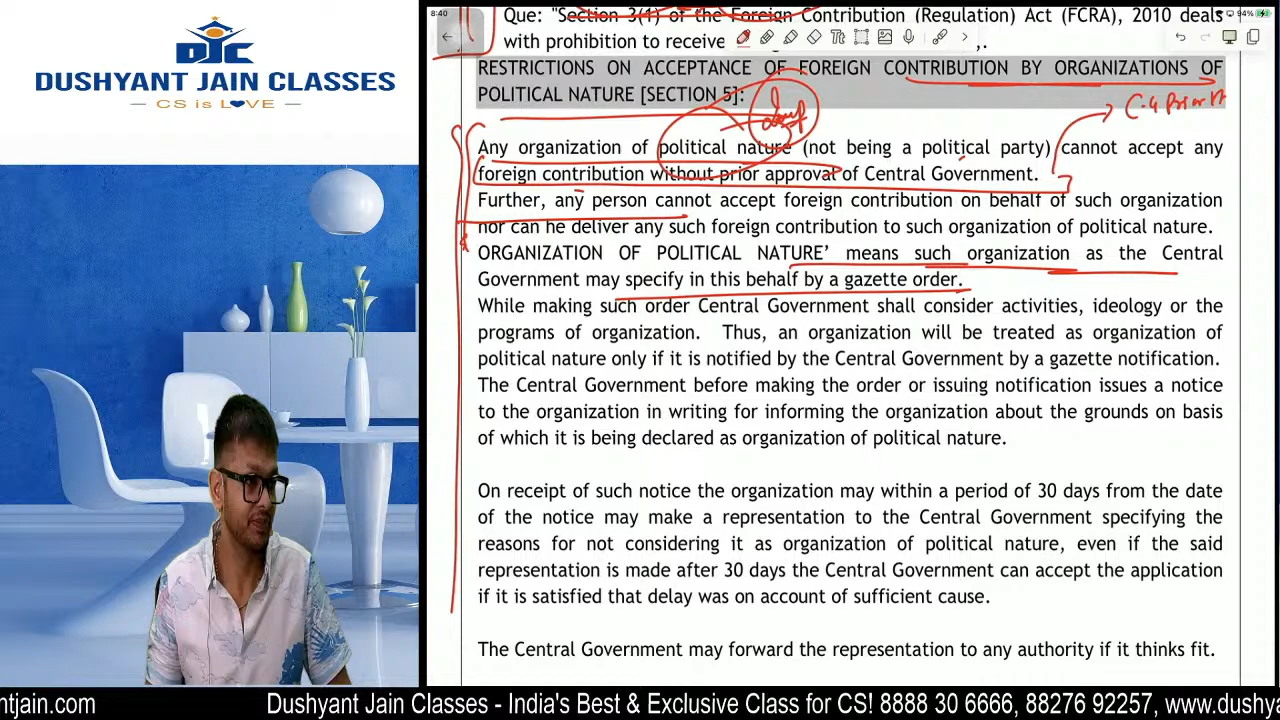 8:40
94%
Que: "Section 3(1) of the Foreign Contribution (Regulation) Act (FCRA), 2010 deals
with prohibition to receive
DJC
DUSHYANT JAIN CLASSES
CS is LOVE
RESTRICTIONS ON ACCEPTANCE OF FOREIGN CONTRIBUTION BY ORGANIZATIONS OF
POLITICAL NATURE [SECTION 5]:
Any organization of political nature (not being a political party) cannot accept any
foreign contribution without prior approval of Central Government.
Further, any person cannot accept foreign contribution on behalf of such organization
nor can he deliver any such foreign contribution to such organization of political nature.
ORGANIZATION OF POLITICAL NATURE’ means such organization as the Central
Government may specify in this behalf by a gazette order.
While making such order Central Government shall consider activities, ideology or the
programs of organization. Thus, an organization will be treated as organization of
political nature only if it is notified by the Central Government by a gazette notification.
The Central Government before making the order or issuing notification issues a notice
to the organization in writing for informing the organization about the grounds on basis
of which it is being declared as organization of political nature.
On receipt of such notice the organization may within a period of 30 days from the date
of the notice may make a representation to the Central Government specifying the
reasons for not considering it as organization of political nature, even if the said
representation is made after 30 days the Central Government can accept the application
if it is satisfied that delay was on account of sufficient cause.
The Central Government may forward the representation to any authority if it thinks fit.
ntjain.com Dushyant Jain Classes - India's Best & Exclusive Class for CS! 8888 30 6666, 88276 92257, www.dushya